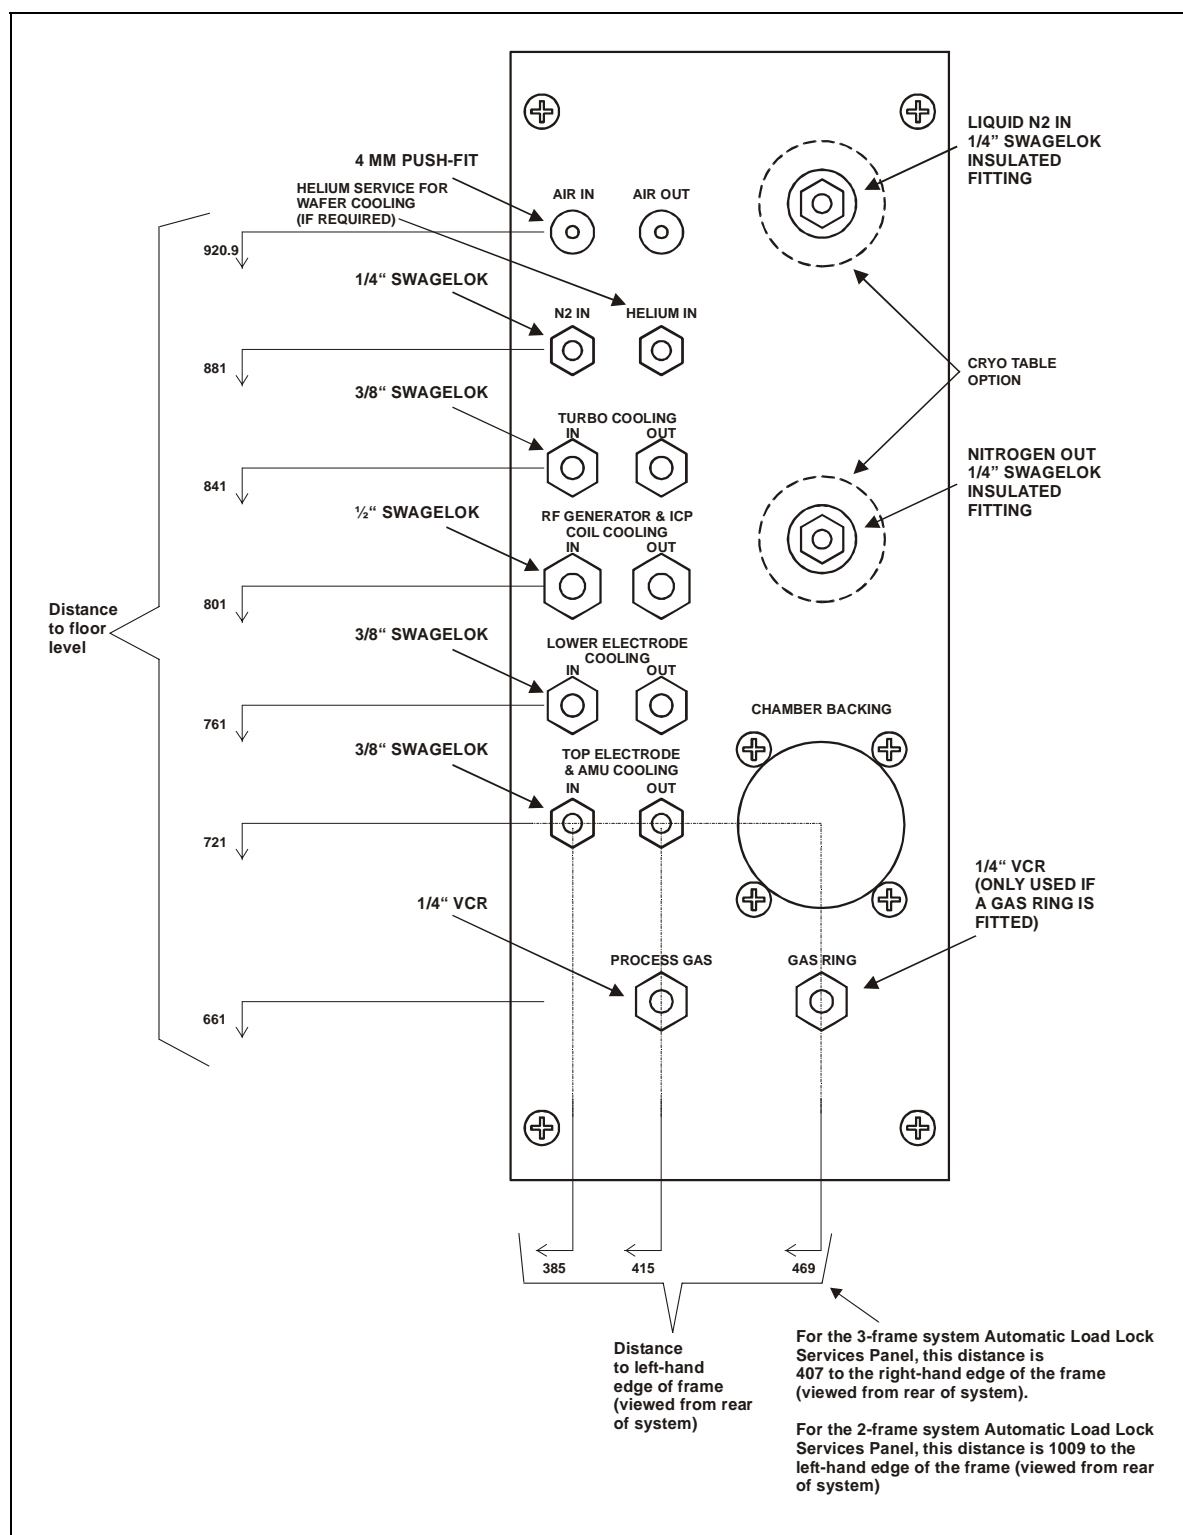 LIQUID N2 IN
1/4” SWAGELOK
INSULATED
FITTING
4 MM PUSH-FIT
HELIUM SERVICE FOR
WAFER COOLING
(IF REQUIRED)
AIR IN
AIR OUT
920.9
1/4“ SWAGELOK
N2 IN
HELIUM IN
881
CRYO TABLE
OPTION
3/8“ SWAGELOK
TURBO COOLING
IN
OUT
841
NITROGEN OUT
1/4” SWAGELOK
INSULATED
FITTING
½“ SWAGELOK
RF GENERATOR & ICP
COIL COOLING
IN
OUT
801
Distance
to floor
level
3/8“ SWAGELOK
LOWER ELECTRODE
COOLING
IN
OUT
761
CHAMBER BACKING
3/8“ SWAGELOK
TOP ELECTRODE
& AMU COOLING
IN
OUT
721
1/4“ VCR
1/4“ VCR
(ONLY USED IF
A GAS RING IS
FITTED)
PROCESS GAS
GAS RING
661
385
415
469
Distance
to left-hand
edge of frame
(viewed from rear
of system)
For the 3-frame system Automatic Load Lock
Services Panel, this distance is
407 to the right-hand edge of the frame
(viewed from rear of system).
For the 2-frame system Automatic Load Lock
Services Panel, this distance is 1009 to the
left-hand edge of the frame (viewed from rear
of system)